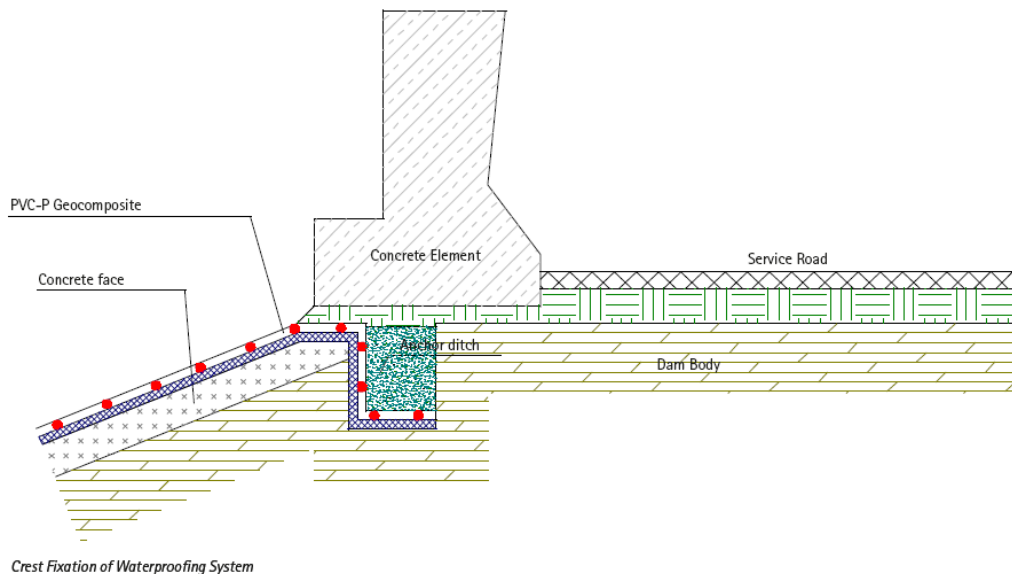 PVC-P Geocomposite
Concrete Element
Service Road
Concrete face
Anchor ditch
Dam Body
Crest Fixation of Waterproofing System